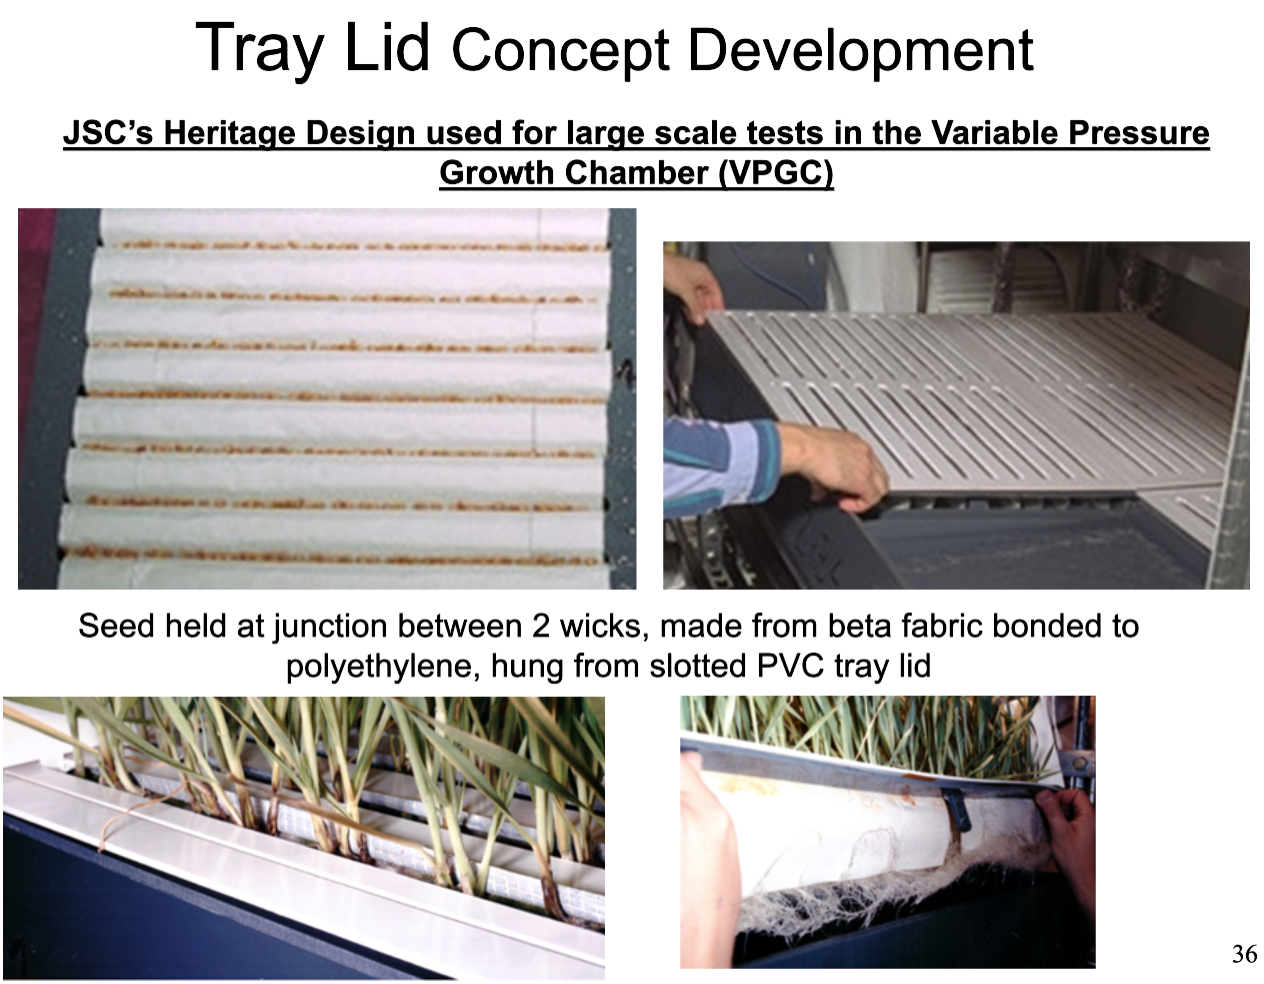 Tray Lid Concept Development
JSC’s Heritage Design used for large scale tests in the Variable Pressure
Growth Chamber (VPGC)
Seed held at junction between 2 wicks, made from beta fabric bonded to
polyethylene, hung from slotted PVC tray lid
36